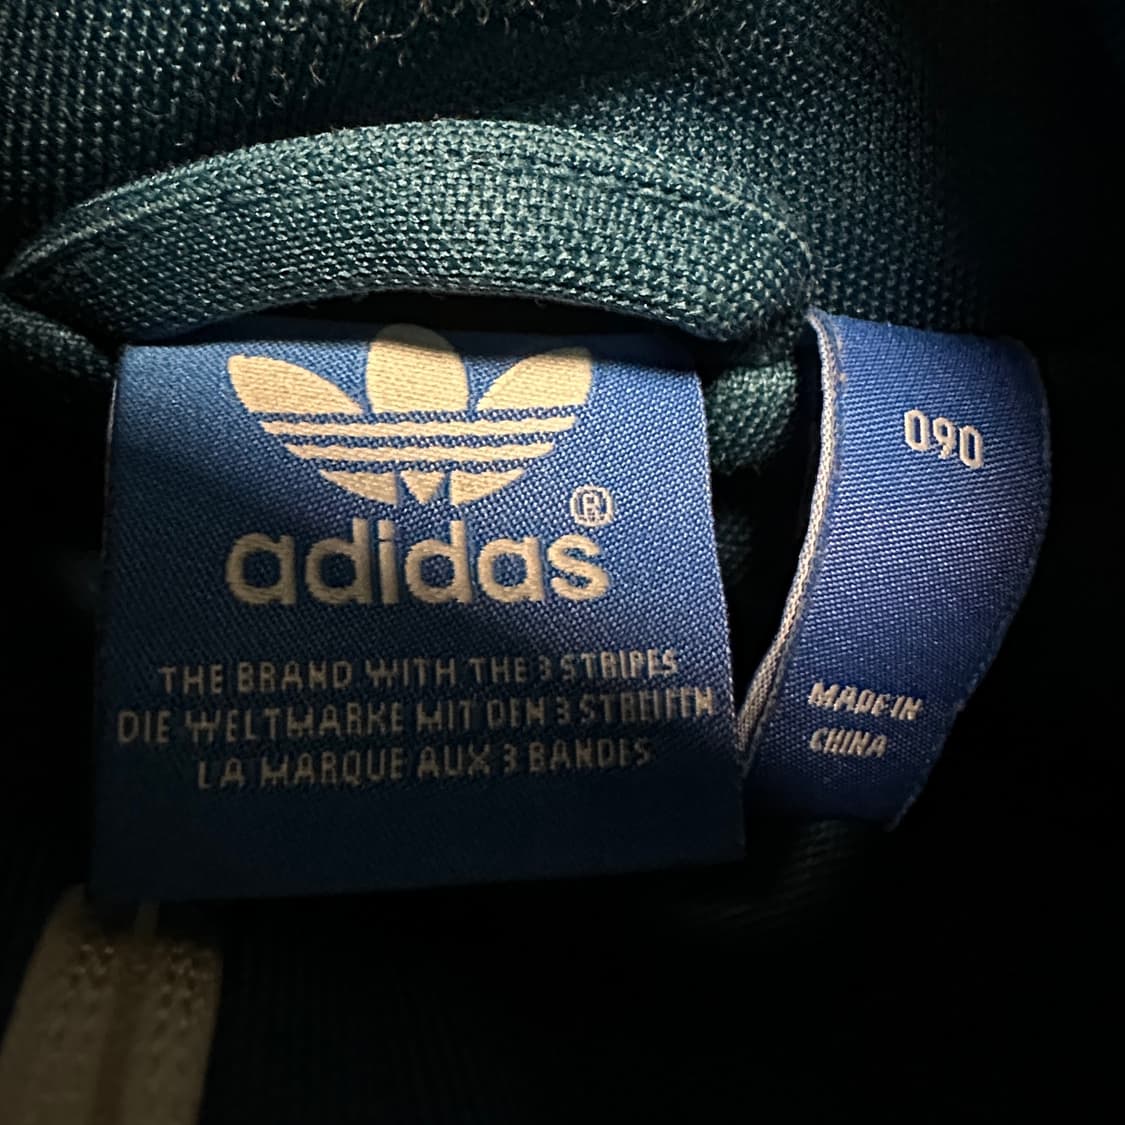 adidas®
THE BRAND WITH THE 3 STRIPES
DIE WELTMARKE MIT DEN 3 STREIFEN
LA MARQUE AUX 3 BANDES
090
MADE IN
CHINA